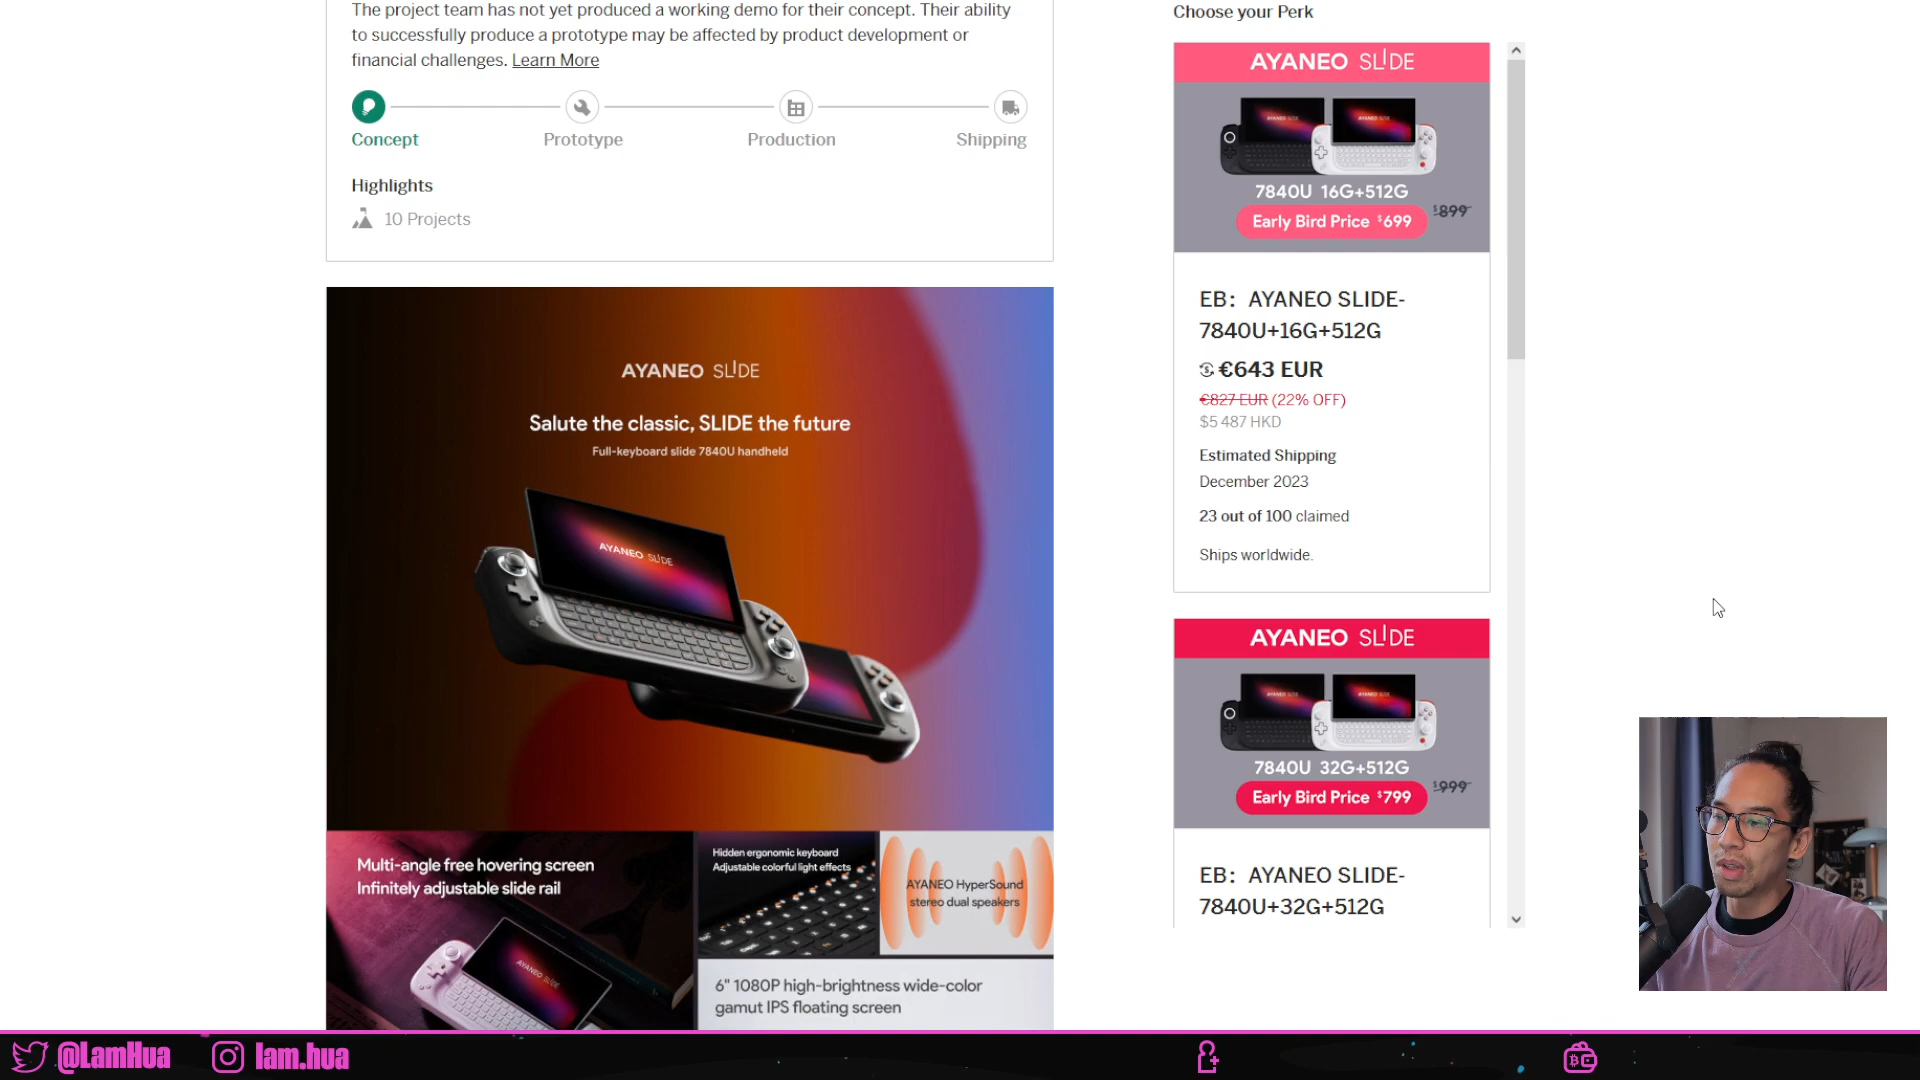 The project team has not yet produced a working demo for their concept. Their ability
to successfully produce a prototype may be affected by product development or
financial challenges. Learn More
Concept
Prototype
Production
Shipping
Highlights
10 Projects
AYANEO SLIDE
Salute the classic, SLIDE the future
Full-keyboard slide 7840U handheld
AYANEO SLIDE
Multi-angle free hovering screen
Infinitely adjustable slide rail
Hidden ergonomic keyboard
Adjustable colorful light effects
AYANEO HyperSound
stereo dual speakers
6" 1080P high-brightness wide-color
gamut IPS floating screen
Choose your Perk
AYANEO SLIDE
7840U 16G+512G
Early Bird Price $699
$899
EB: AYANEO SLIDE-
7840U+16G+512G
€643 EUR
€827 EUR (22% OFF)
$5 487 HKD
Estimated Shipping
December 2023
23 out of 100 claimed
Ships worldwide.
AYANEO SLIDE
7840U 32G+512G
Early Bird Price $799
$999
EB: AYANEO SLIDE-
7840U+32G+512G
@LamHua
lam.hua